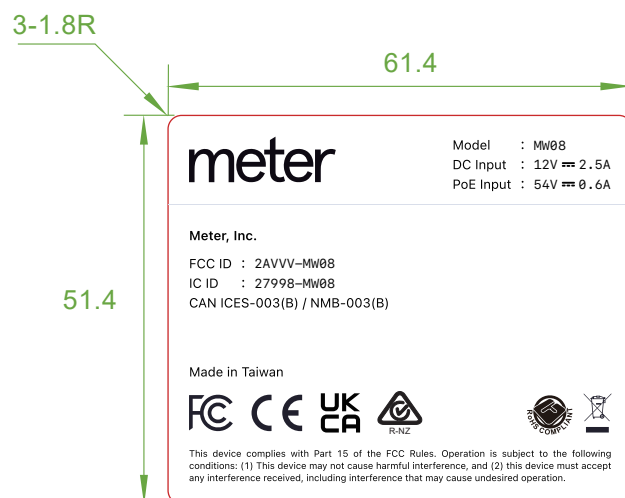 3-1.8R
61.4
meter
Model : MW08
DC Input : 12V ⎓ 2.5A
PoE Input : 54V ⎓ 0.6A
51.4
Meter, Inc.
FCC ID : 2AVVV-MW08
IC ID : 27998-MW08
CAN ICES-003(B) / NMB-003(B)
Made in Taiwan
FC CE UK
CA
R-NZ
RoHS COMPLIANT
This device complies with Part 15 of the FCC Rules. Operation is subject to the following
conditions: (1) This device may not cause harmful interference, and (2) this device must accept
any interference received, including interference that may cause undesired operation.